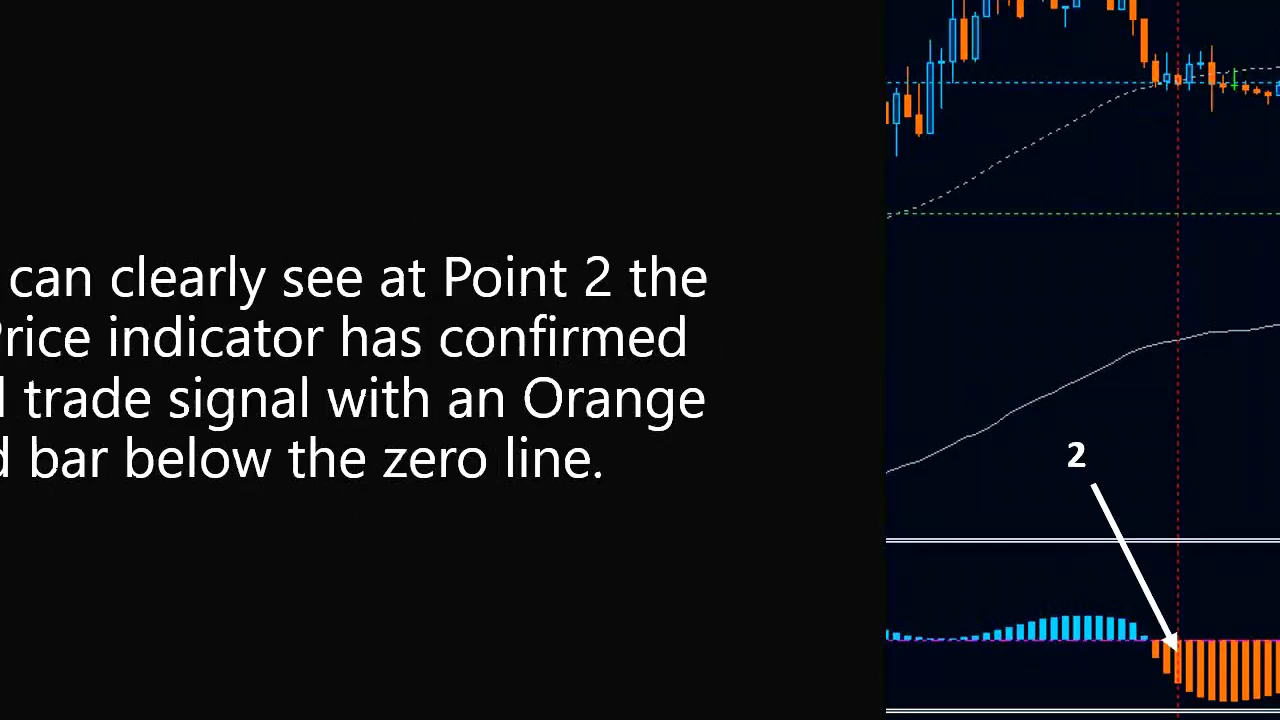 can clearly see at Point 2 the
rice indicator has confirmed
trade signal with an Orange
bar below the zero line.
2